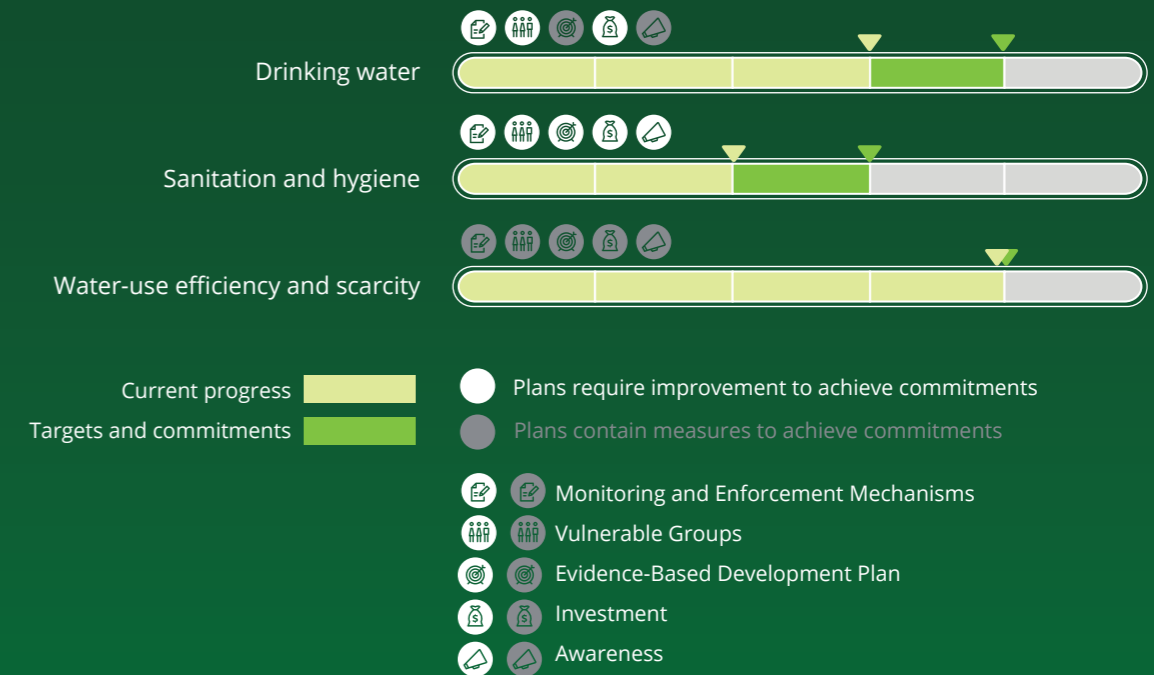 Drinking water
Sanitation and hygiene
Water-use efficiency and scarcity
Current progress
Targets and commitments
Plans require improvement to achieve commitments
Plans contain measures to achieve commitments
Monitoring and Enforcement Mechanisms
Vulnerable Groups
Evidence-Based Development Plan
Investment
Awareness